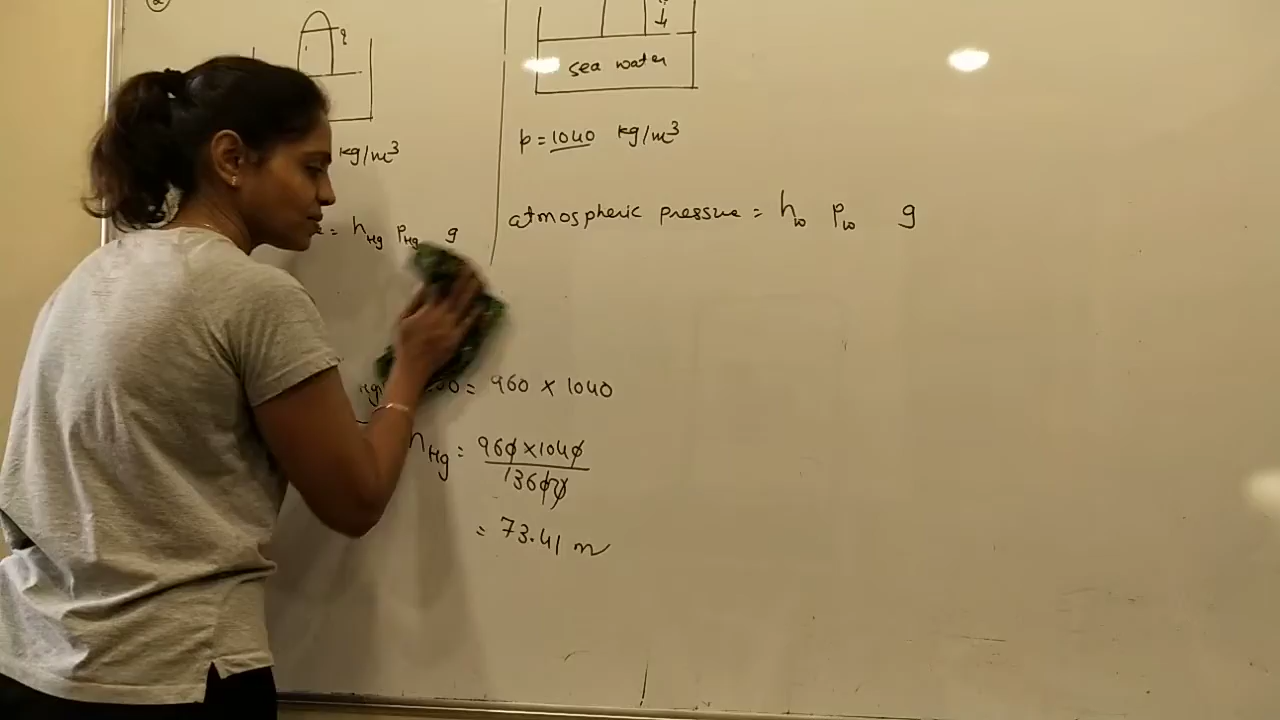 2
sea water
kg/m³
ρ = 1040 kg/m³
= h_Hg ρ_Hg g
atmospheric pressure = h_w ρ_w g
= 960 × 1040
h_Hg = 960 × 1040
13600
= 73.41 m